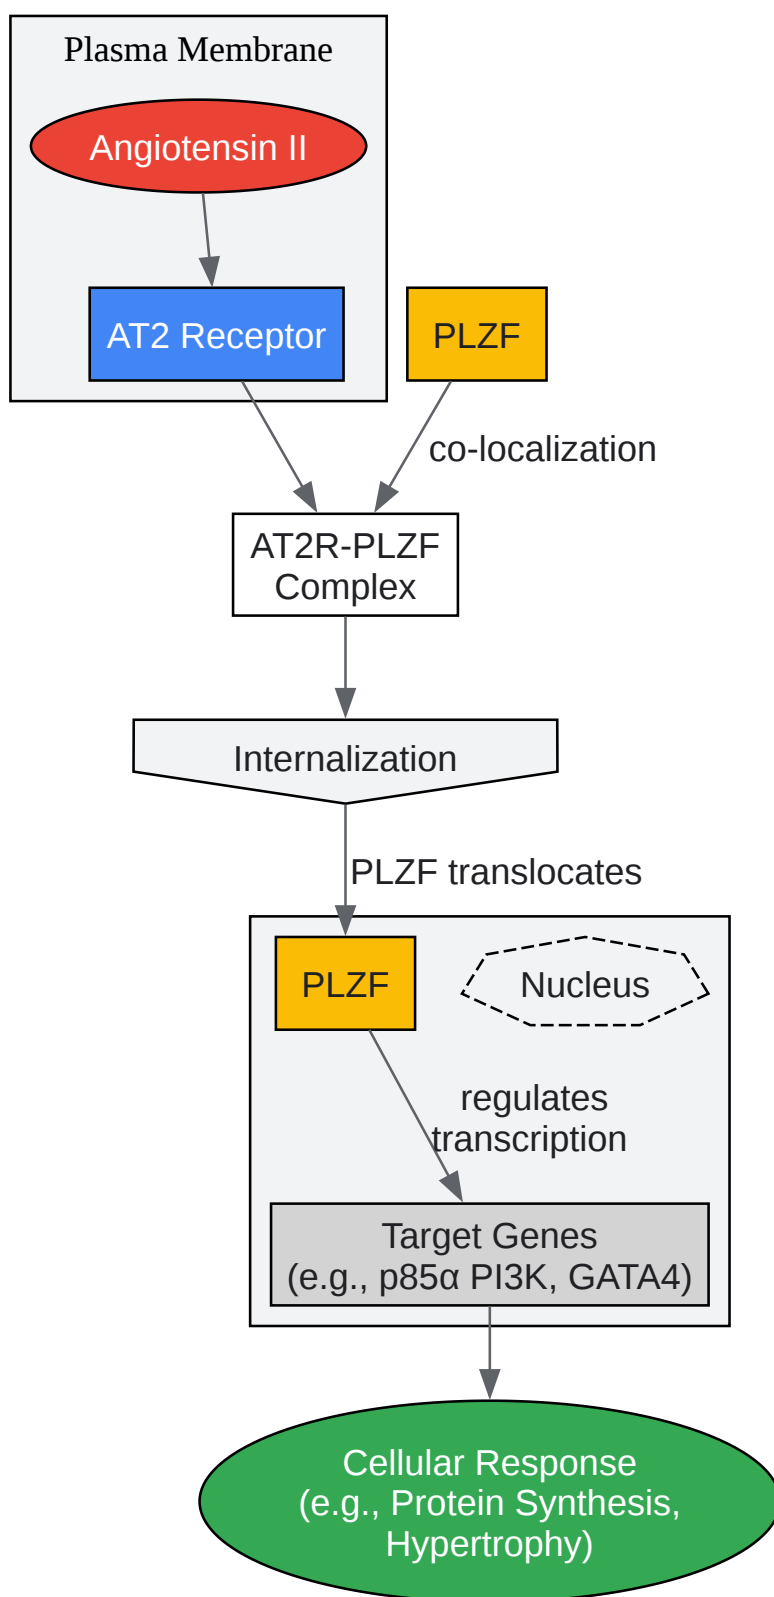 Plasma Membrane
Angiotensin II
AT2 Receptor
PLZF
co-localization
AT2R-PLZF
Complex
Internalization
PLZF translocates
PLZF
Nucleus
regulates
transcription
Target Genes
(e.g., p85α PI3K, GATA4)
Cellular Response
(e.g., Protein Synthesis,
Hypertrophy)